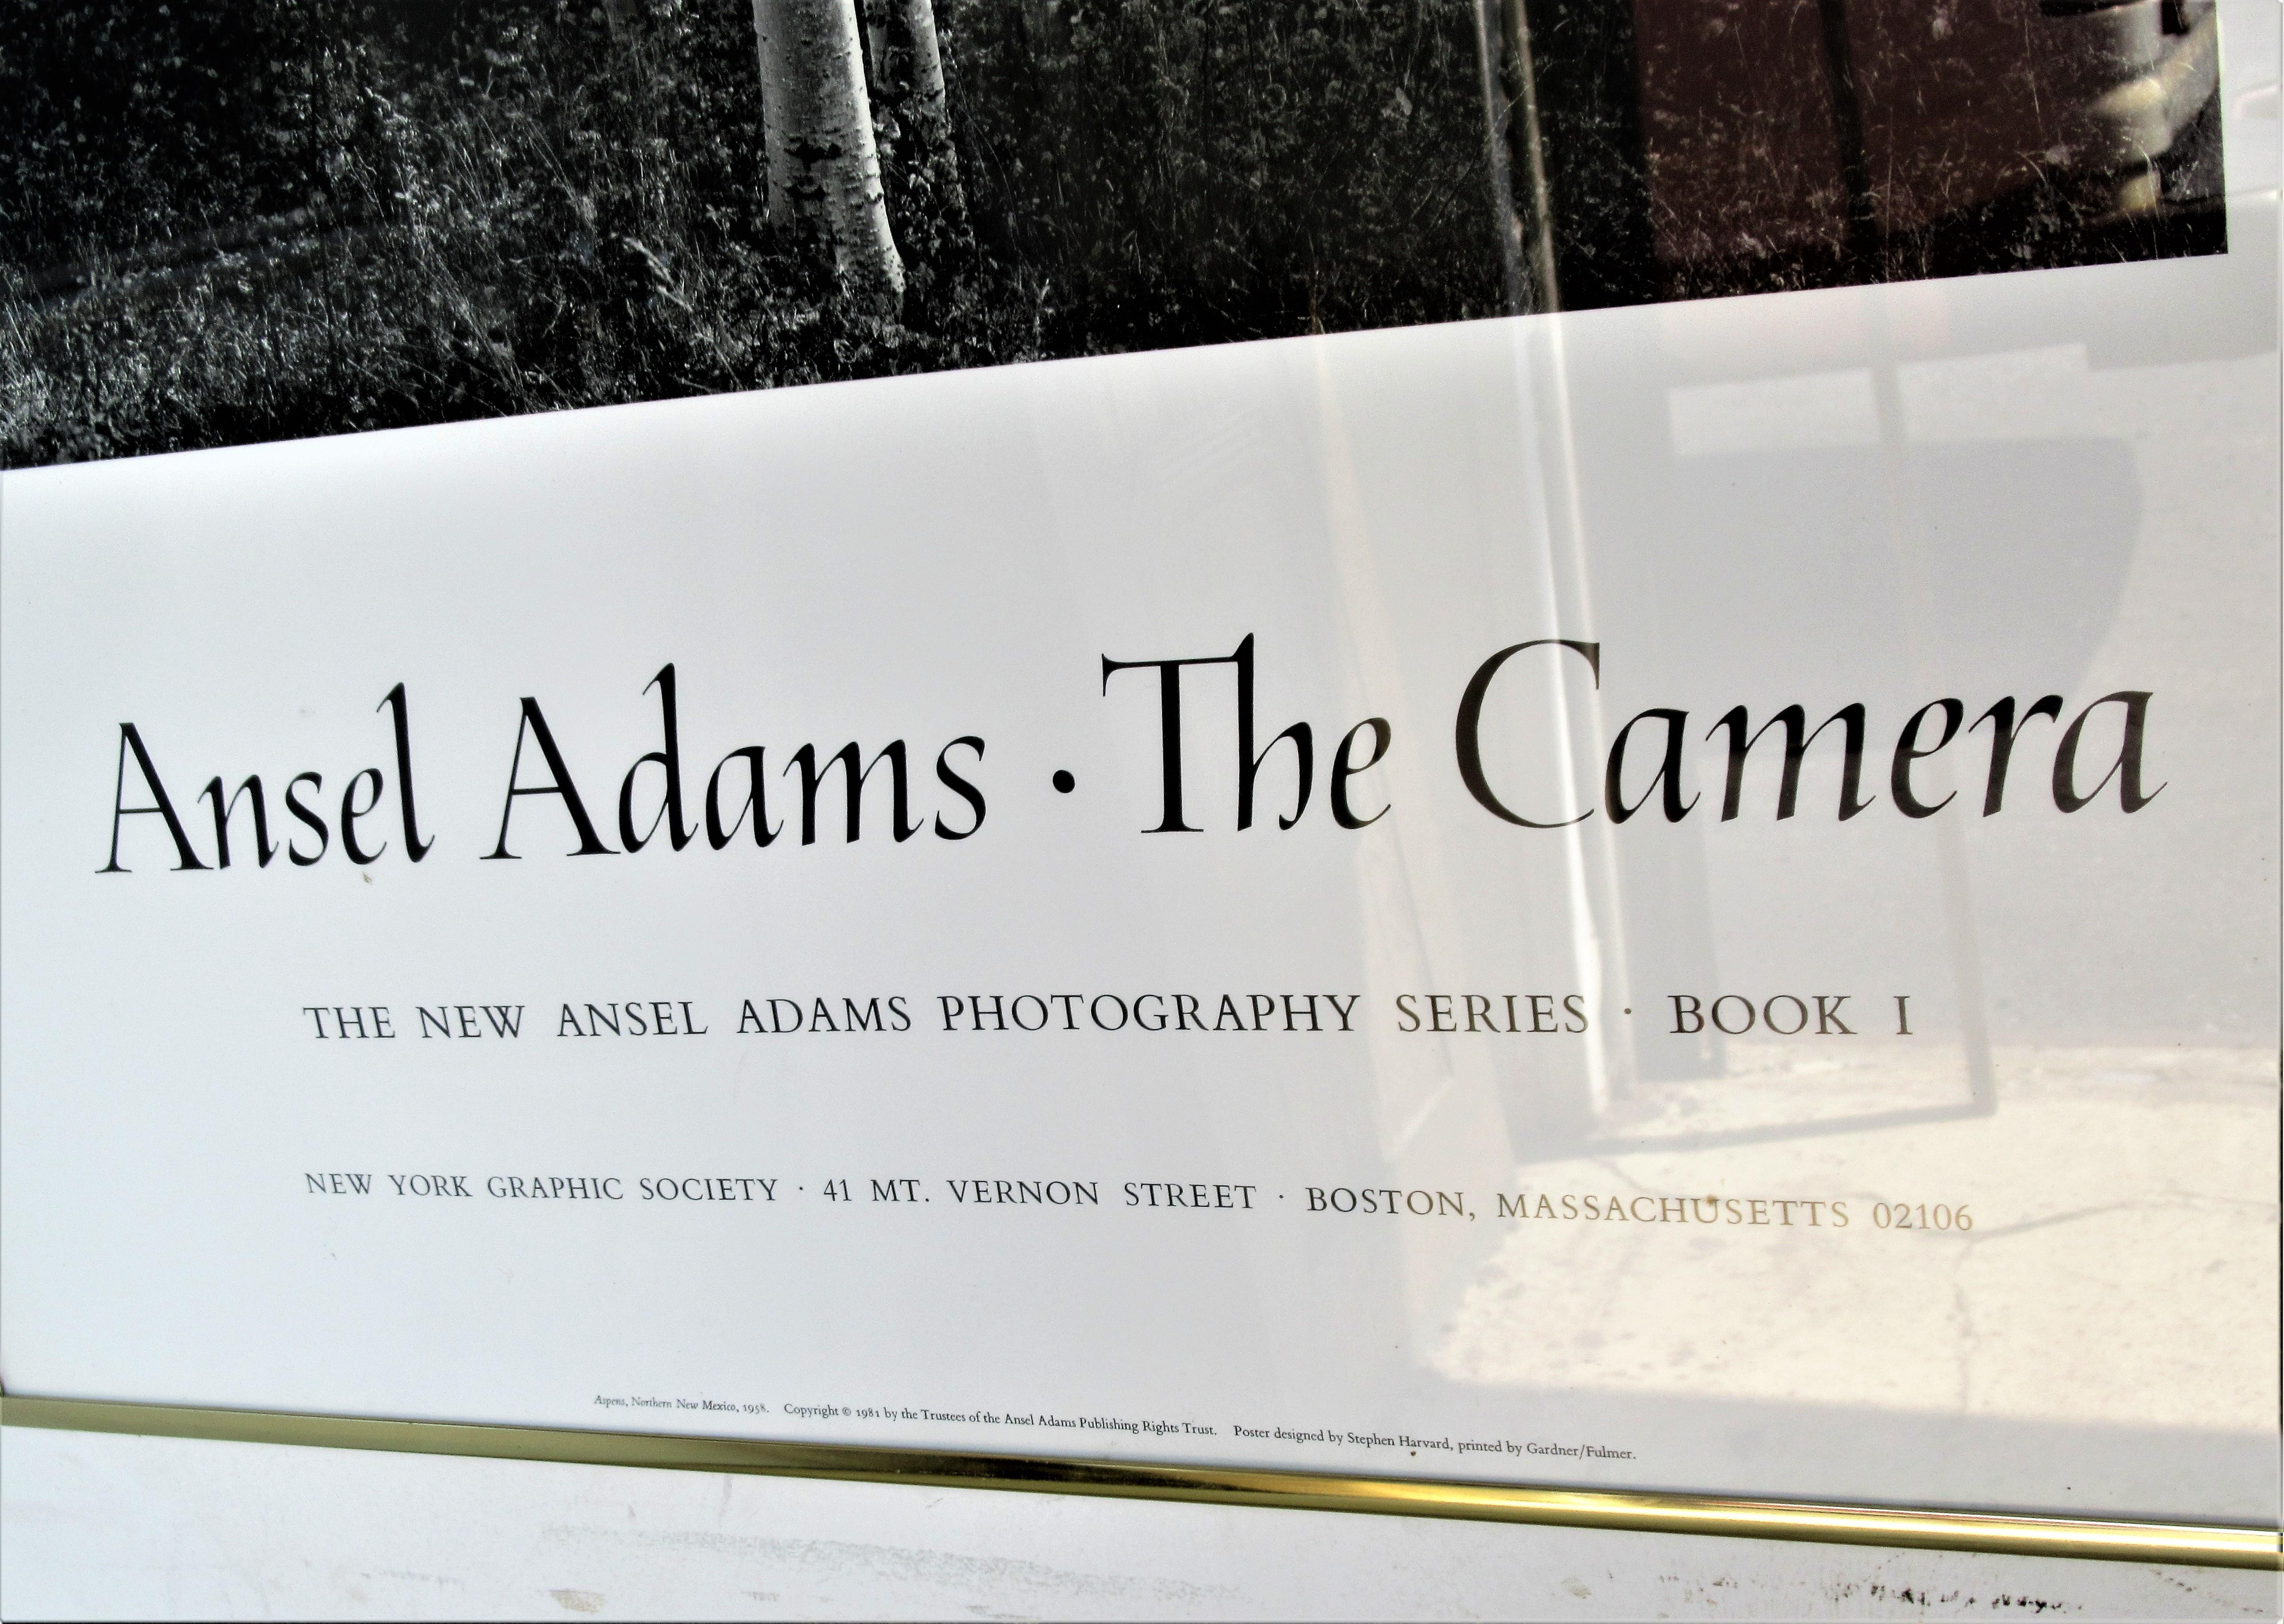 Ansel Adams · The Camera
THE NEW ANSEL ADAMS PHOTOGRAPHY SERIES · BOOK I
NEW YORK GRAPHIC SOCIETY · 41 MT. VERNON STREET · BOSTON, MASSACHUSETTS 02106
Aspens, Northern New Mexico, 1958. Copyright © 1981 by the Trustees of the Ansel Adams Publishing Rights Trust. Poster designed by Stephen Harvard, printed by Gardner/Fulmer.